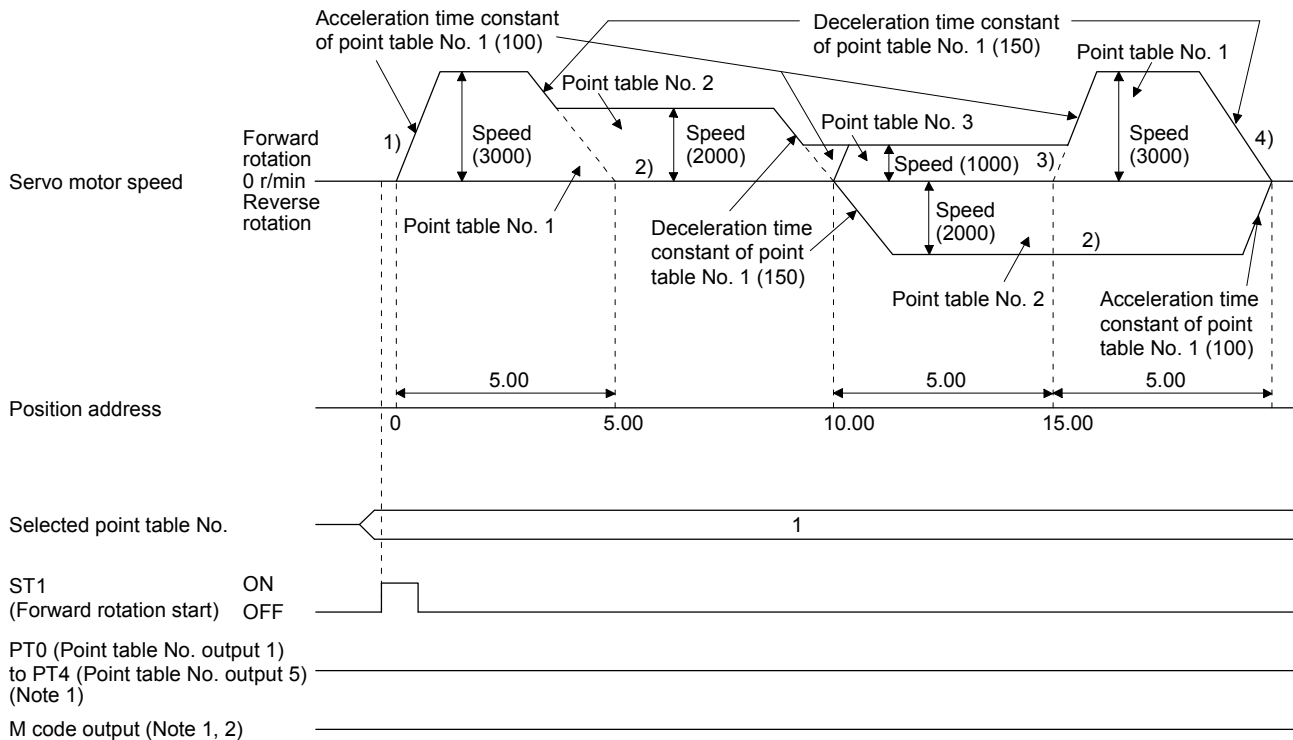 Acceleration time constant
of point table No. 1 (100)
Deceleration time constant
of point table No. 1 (150)
Point table No. 1
Point table No. 2
Point table No. 3
Servo motor speed
Forward
rotation
0 r/min
Reverse
rotation
1)
Speed
(3000)
2)
Speed
(2000)
Speed (1000)
3)
Speed
(3000)
4)
Point table No. 1
Deceleration time
constant of point
table No. 1 (150)
Speed
(2000)
2)
Point table No. 2
Acceleration time
constant of point
table No. 1 (100)
5.00
5.00
5.00
Position address
0
5.00
10.00
15.00
Selected point table No.
1
ST1
(Forward rotation start)
ON
OFF
PT0 (Point table No. output 1)
to PT4 (Point table No. output 5)
(Note 1)
M code output (Note 1, 2)